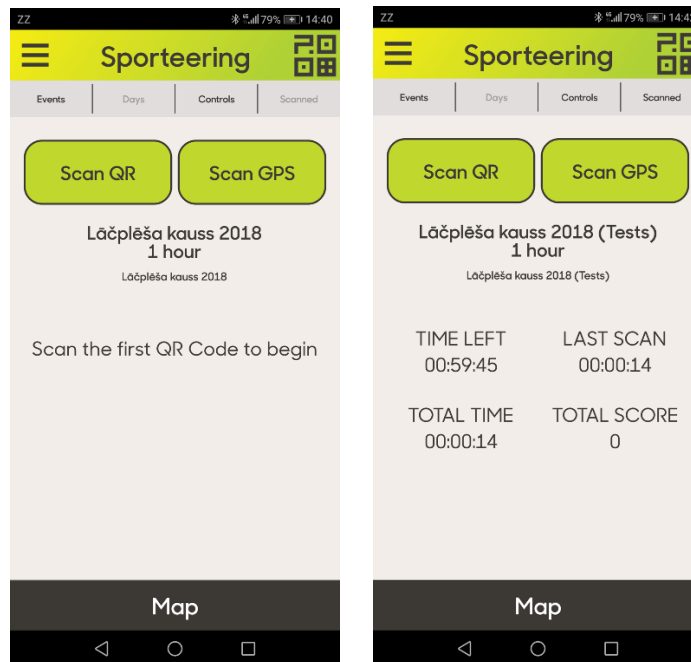 ZZ 79% 14:40
Sporteering
Events Days Controls Scanned
Scan QR Scan GPS
Lāčplēša kauss 2018
1 hour
Lāčplēša kauss 2018
Scan the first QR Code to begin
Map
ZZ 79% 14:42
Sporteering
Events Days Controls Scanned
Scan QR Scan GPS
Lāčplēša kauss 2018 (Tests)
1 hour
Lāčplēša kauss 2018 (Tests)
TIME LEFT LAST SCAN
00:59:45 00:00:14
TOTAL TIME TOTAL SCORE
00:00:14 0
Map